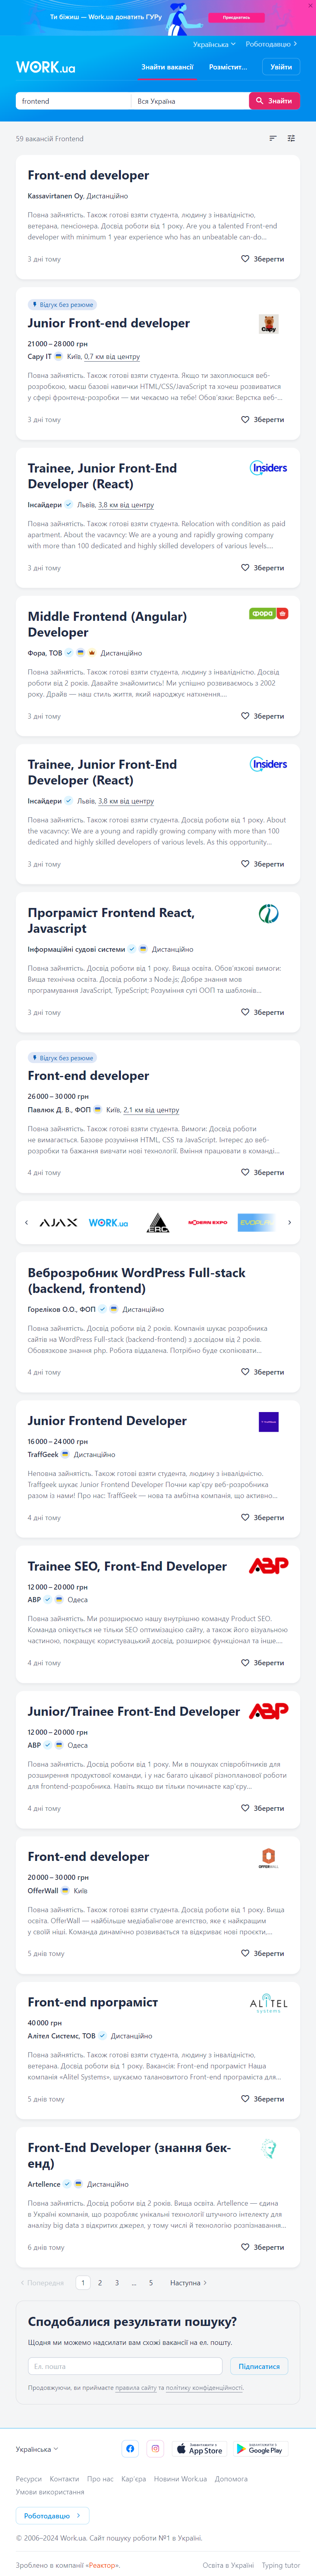 Ти біжиш — Work.ua донатить ГУРу
Приєднатись
Українська
Роботодавцю
WORK.ua
Знайти вакансії
Розмістит...
Увійти
frontend
Вся Україна
Знайти
59 вакансій Frontend
Front-end developer
Kassavirtanen Oy, Дистанційно
Повна зайнятість. Також готові взяти студента, людину з інвалідністю,
ветерана, пенсіонера. Досвід роботи від 1 року. Are you a talented Front-end
developer with minimum 1 year experience who has an unbeatable can-do...
3 дні тому
Зберегти
Відгук без резюме
Junior Front-end developer
Capy
21 000 – 28 000 грн
Capy IT Київ, 0,7 км від центру
Повна зайнятість. Також готові взяти студента. Якщо ти захоплюєшся веб-
розробкою, маєш базові навички HTML/CSS/JavaScript та хочеш розвиватися
у сфері фронтенд-розробки — ми чекаємо на тебе! Обов'язки: Верстка веб-...
3 дні тому
Зберегти
Trainee, Junior Front-End
Developer (React)
Insiders
Інсайдери Львів, 3,8 км від центру
Повна зайнятість. Також готові взяти студента. Relocation with condition as paid
apartment. About the vacancy: We are a young and rapidly growing company
with more than 100 dedicated and highly skilled developers of various levels....
3 дні тому
Зберегти
Middle Frontend (Angular)
Developer
фора
Фора, ТОВ Дистанційно
Повна зайнятість. Також готові взяти студента, людину з інвалідністю. Досвід
роботи від 2 років. Давайте знайомитись! Ми успішно розвиваємось з 2002
року. Драйв — наш стиль життя, який народжує натхнення....
3 дні тому
Зберегти
Trainee, Junior Front-End
Developer (React)
Insiders
Інсайдери Львів, 3,8 км від центру
Повна зайнятість. Також готові взяти студента. Досвід роботи від 1 року. About
the vacavncy: We are a young and rapidly growing company with more than 100
dedicated and highly skilled developers of various levels. As this opportunity...
3 дні тому
Зберегти
Програміст Frontend React,
Javascript
Інформаційні судові системи Дистанційно
Повна зайнятість. Досвід роботи від 1 року. Вища освіта. Обов'язкові вимоги:
Вища технічна освіта. Досвід роботи з Node.js; Добре знання мов
програмування JavaScript, TypeScript; Розуміння суті ООП та шаблонів...
3 дні тому
Зберегти
Відгук без резюме
Front-end developer
26 000 – 30 000 грн
Павлюк Д. В., ФОП Київ, 2,1 км від центру
Повна зайнятість. Також готові взяти студента. Вимоги: Досвід роботи
не вимагається. Базове розуміння HTML, CSS та JavaScript. Інтерес до веб-
розробки та бажання вивчати нові технології. Вміння працювати в команді...
4 дні тому
Зберегти
AJAX
WORK.ua
ERC
MODERN EXPO
EVOPLAY
Веброзробник WordPress Full-stack
(backend, frontend)
Гореліков О.О., ФОП Дистанційно
Повна зайнятість. Досвід роботи від 2 років. Компанія шукає розробника
сайтів на WordPress Full-stack (backend-frontend) з досвідом від 2 років.
Обовязкове знання php. Робота віддалена. Потрібно буде скопіювати...
4 дні тому
Зберегти
Junior Frontend Developer
16 000 – 24 000 грн
TraffGeek Дистанційно
Неповна зайнятість. Також готові взяти студента, людину з інвалідністю.
Traffgeek шукає Junior Frontend Developer Почни кар'єру веб-розробника
разом із нами! Про нас: TraffGeek — нова та амбітна компанія, що активно...
4 дні тому
Зберегти
Trainee SEO, Front-End Developer
АВР
12 000 – 20 000 грн
АВР Одеса
Повна зайнятість. Ми розширюємо нашу внутрішню команду Product SEO.
Команда опікується не тільки SEO оптимізацією сайту, а також його візуальною
частиною, покращує користувацький досвід, розширює функціонал та інше....
4 дні тому
Зберегти
Junior/Trainee Front-End Developer
АВР
12 000 – 20 000 грн
АВР Одеса
Повна зайнятість. Досвід роботи від 1 року. Ми в пошуках співробітників для
розширення продуктової команди, і у нас багато цікавої різнопланової роботи
для frontend-розробника. Навіть якщо ви тільки починаєте кар'єру...
4 дні тому
Зберегти
Front-end developer
OFFERWALL
20 000 – 30 000 грн
OfferWall Київ
Повна зайнятість. Також готові взяти студента. Досвід роботи від 1 року. Вища
освіта. OfferWall — найбільше медіабаїнгове агентство, яке є найкращим
у своїй ніші. Команда динамічно розвивається та відкриває нові проєкти,...
5 днів тому
Зберегти
Front-end програміст
ALITEL
systems
40 000 грн
Алітел Системс, ТОВ Дистанційно
Повна зайнятість. Також готові взяти студента, людину з інвалідністю,
ветерана. Досвід роботи від 1 року. Вакансія: Front-end програміст Наша
компанія «Alitel Systems», шукаємо талановитого Front-end програміста для...
5 днів тому
Зберегти
Front-End Developer (знання бек-
енд)
Artellence Дистанційно
Повна зайнятість. Досвід роботи від 2 років. Вища освіта. Artellence — єдина
в Україні компанія, що розробляє унікальні технології штучного інтелекту для
аналізу big data з відкритих джерел, у тому числі й технологію розпізнавання...
6 днів тому
Зберегти
Попередня 1 2 3 ... 5 Наступна
Сподобалися результати пошуку?
Щодня ми можемо надсилати вам схожі вакансії на ел. пошту.
Ел. пошта
Підписатися
Продовжуючи, ви приймаєте правила сайту та політику конфіденційності.
Українська
App Store
Google Play
Ресурси Контакти Про нас Кар'єра Новини Work.ua Допомога
Умови використання
Роботодавцю
© 2006–2024 Work.ua. Сайт пошуку роботи №1 в Україні.
Зроблено в компанії «Реактор».
Освіта в Україні Typing tutor